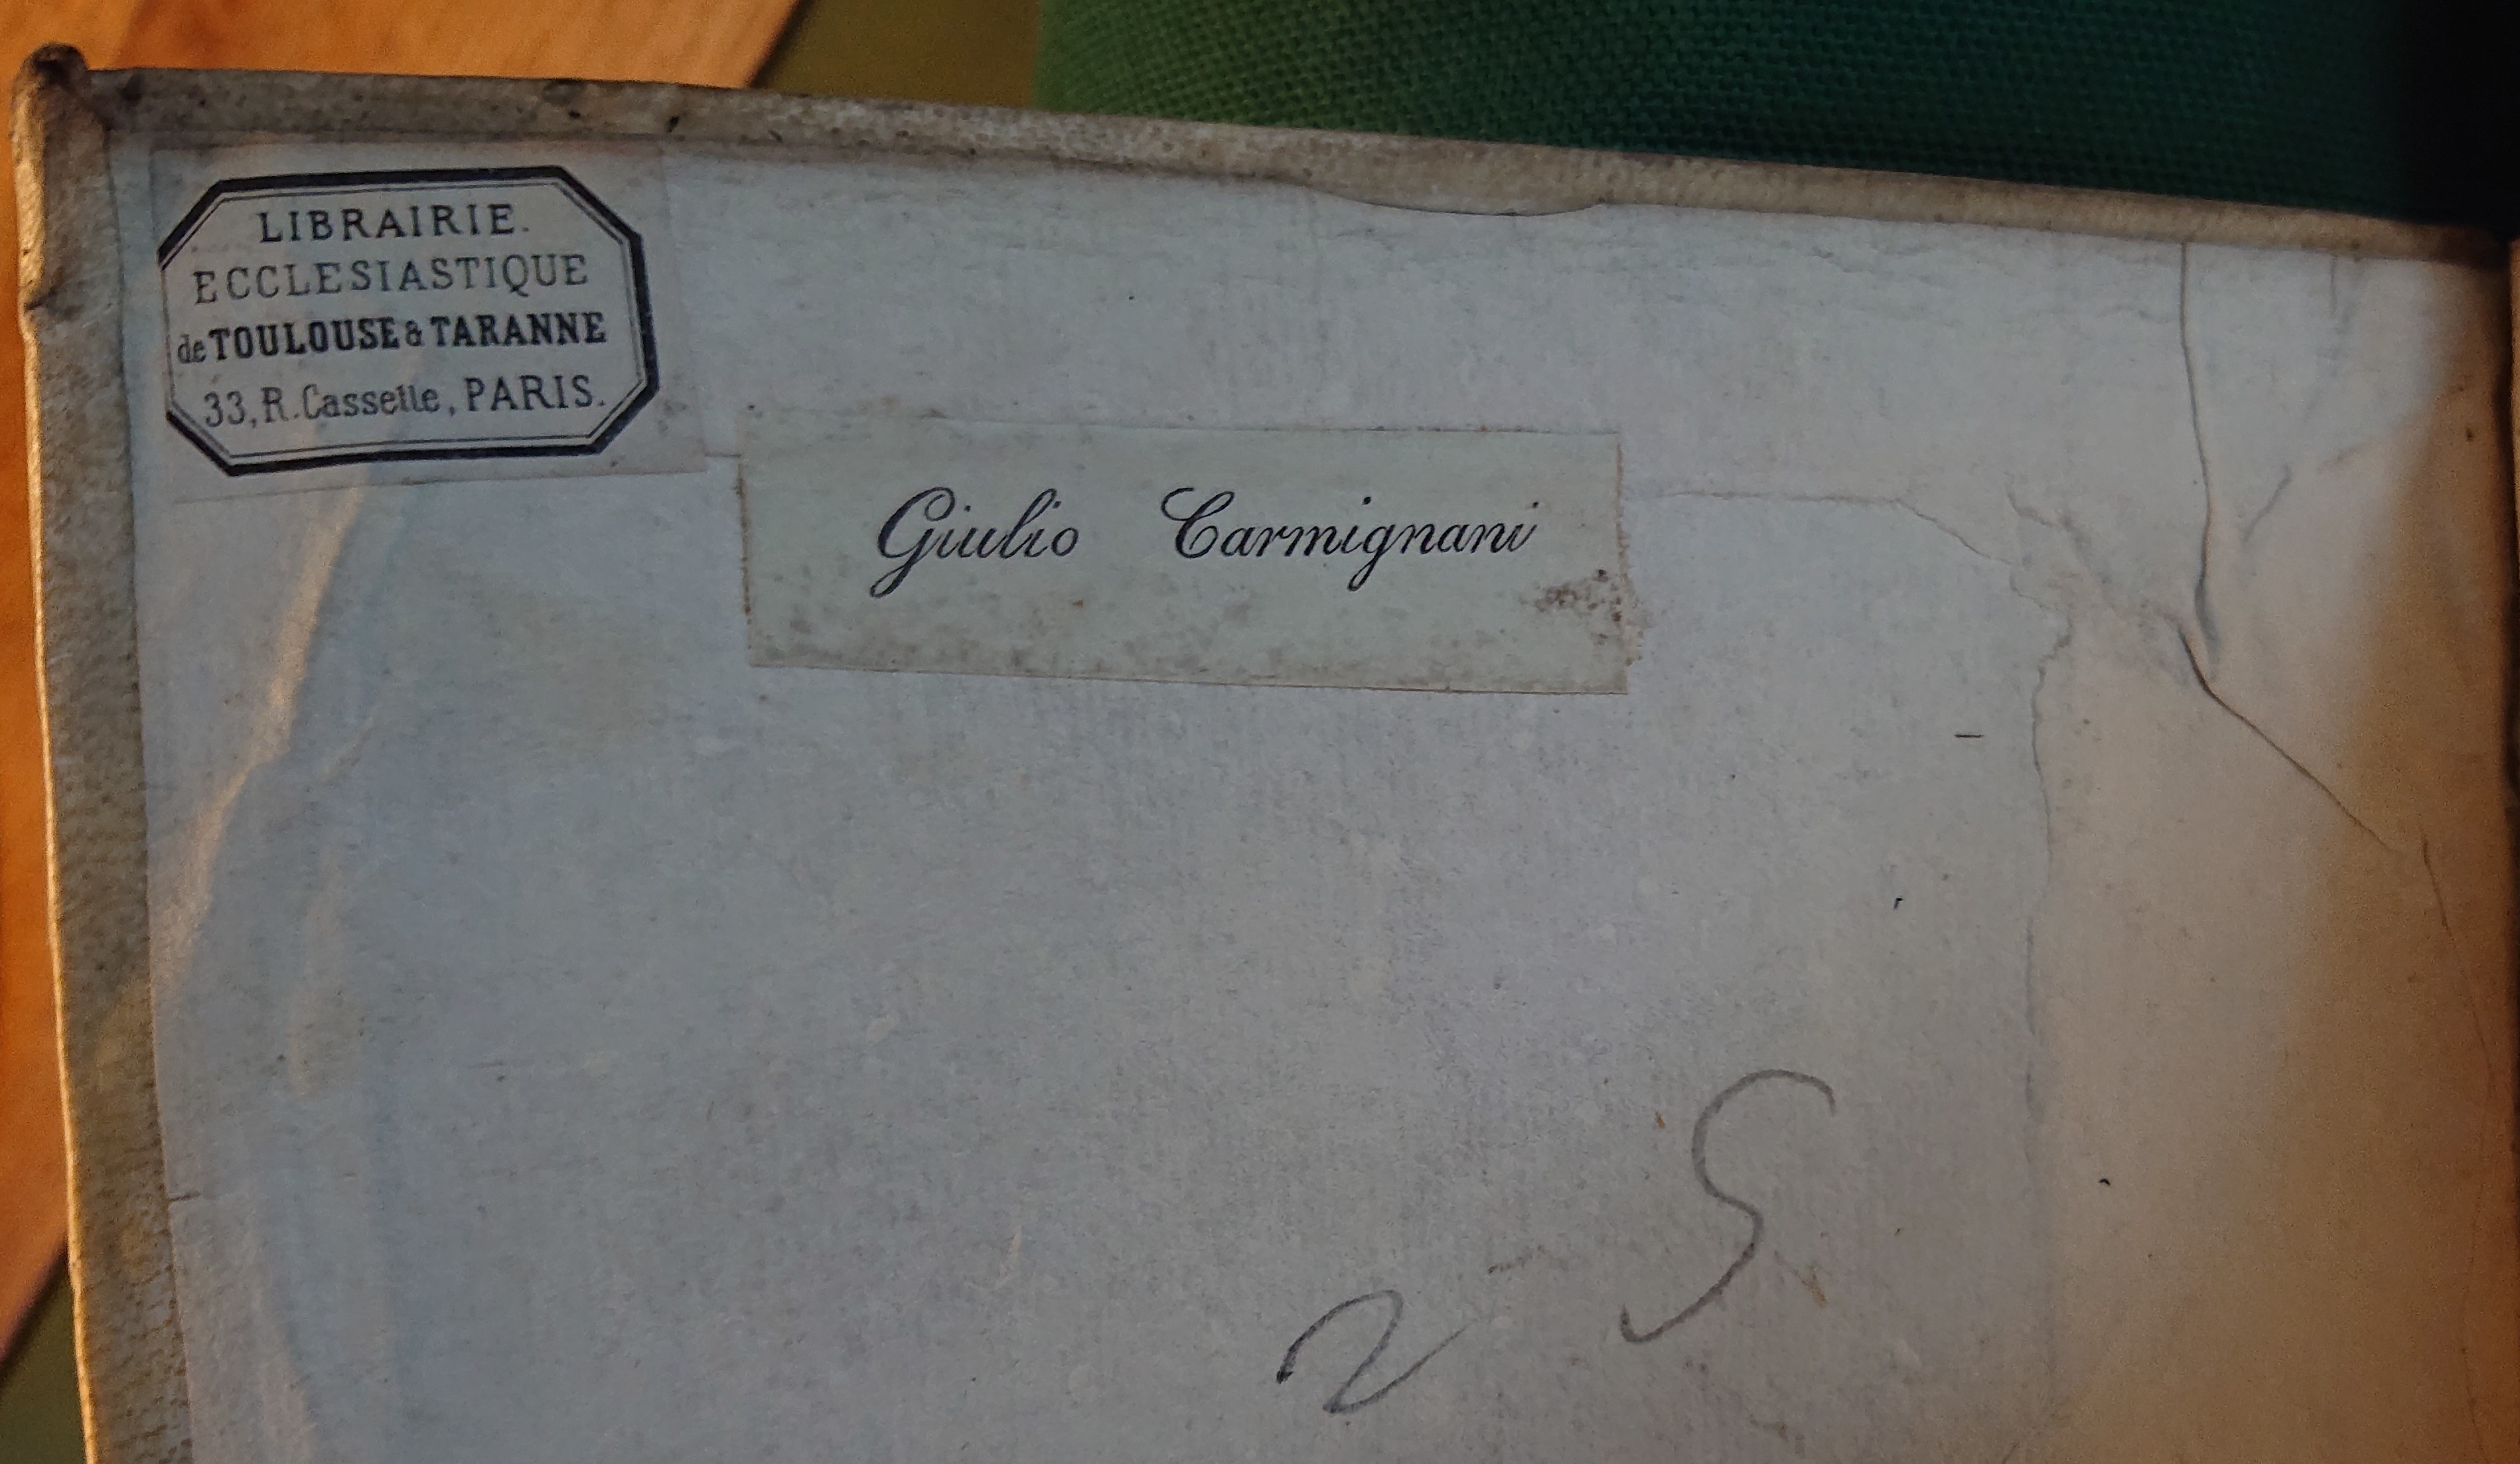 LIBRAIRIE.
ECCLESIASTIQUE
de TOULOUSE & TARANNE
33, R. Cassette, PARIS.
Giulio Carmignani
2 - 5